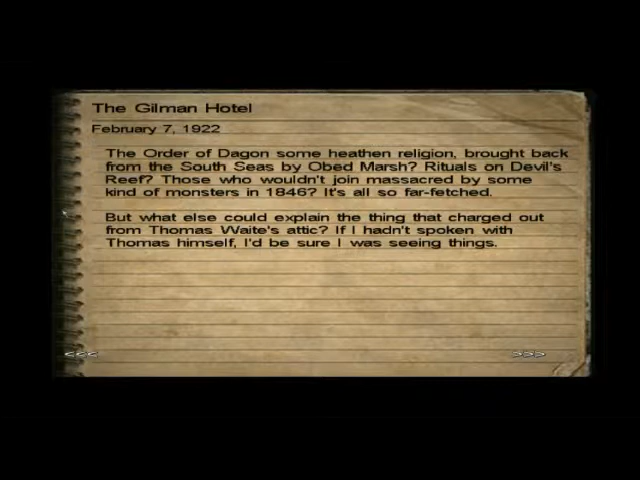 The Gilman Hotel
February 7, 1922
The Order of Dagon some heathen religion, brought back
from the South Seas by Obed Marsh? Rituals on Devil's
Reef? Those who wouldn't join massacred by some
kind of monsters in 1846? It's all so far-fetched.
But what else could explain the thing that charged out
from Thomas Waite's attic? If I hadn't spoken with
Thomas himself, I'd be sure I was seeing things.
<<< >>>